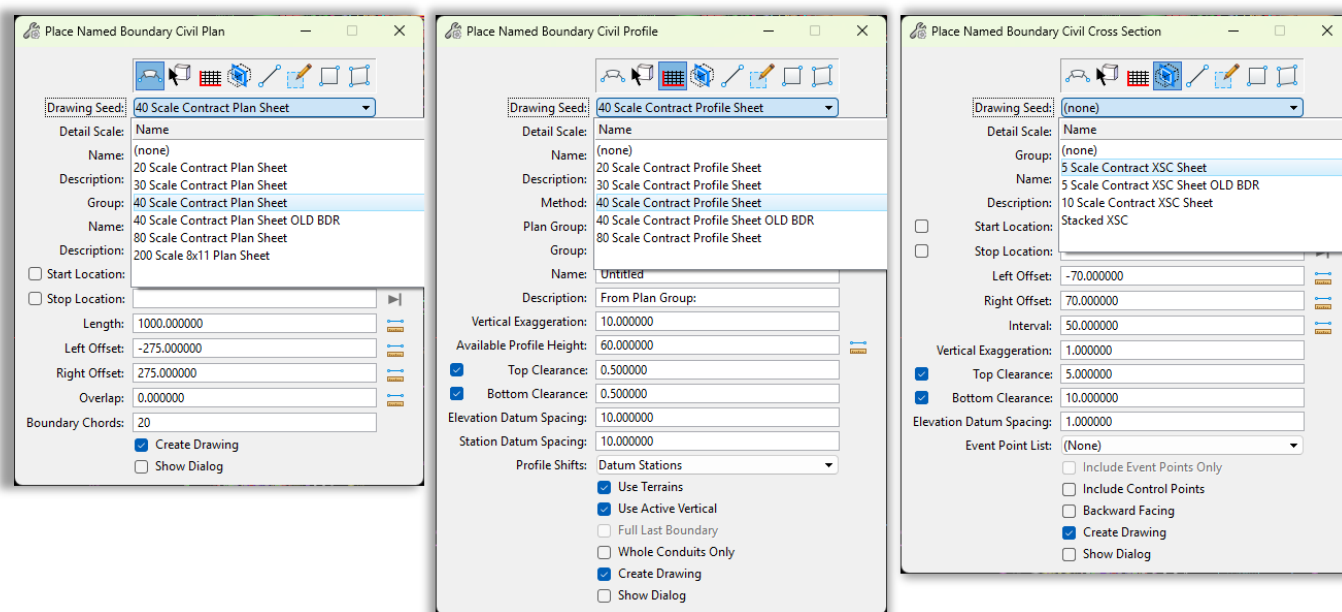 Place Named Boundary Civil Plan
Drawing Seed: 40 Scale Contract Plan Sheet
Detail Scale: Name
Name: (none)
20 Scale Contract Plan Sheet
Description: 30 Scale Contract Plan Sheet
Group: 40 Scale Contract Plan Sheet
Name: 40 Scale Contract Plan Sheet OLD BDR
80 Scale Contract Plan Sheet
Description: 200 Scale 8x11 Plan Sheet
Start Location:
Stop Location:
Length: 1000.000000
Left Offset: -275.000000
Right Offset: 275.000000
Overlap: 0.000000
Boundary Chords: 20
Create Drawing
Show Dialog
Place Named Boundary Civil Profile
Drawing Seed: 40 Scale Contract Profile Sheet
Detail Scale: Name
Name: (none)
20 Scale Contract Profile Sheet
Description: 30 Scale Contract Profile Sheet
Method: 40 Scale Contract Profile Sheet
Plan Group: 40 Scale Contract Profile Sheet OLD BDR
80 Scale Contract Profile Sheet
Group:
Name: Untitled
Description: From Plan Group:
Vertical Exaggeration: 10.000000
Available Profile Height: 60.000000
Top Clearance: 0.500000
Bottom Clearance: 0.500000
Elevation Datum Spacing: 10.000000
Station Datum Spacing: 10.000000
Profile Shifts: Datum Stations
Use Terrains
Use Active Vertical
Full Last Boundary
Whole Conduits Only
Create Drawing
Show Dialog
Place Named Boundary Civil Cross Section
Drawing Seed: (none)
Detail Scale: Name
Group: (none)
5 Scale Contract XSC Sheet
Name: 5 Scale Contract XSC Sheet OLD BDR
Description: 10 Scale Contract XSC Sheet
Start Location: Stacked XSC
Stop Location:
Left Offset: -70.000000
Right Offset: 70.000000
Interval: 50.000000
Vertical Exaggeration: 1.000000
Top Clearance: 5.000000
Bottom Clearance: 10.000000
Elevation Datum Spacing: 1.000000
Event Point List: (None)
Include Event Points Only
Include Control Points
Backward Facing
Create Drawing
Show Dialog